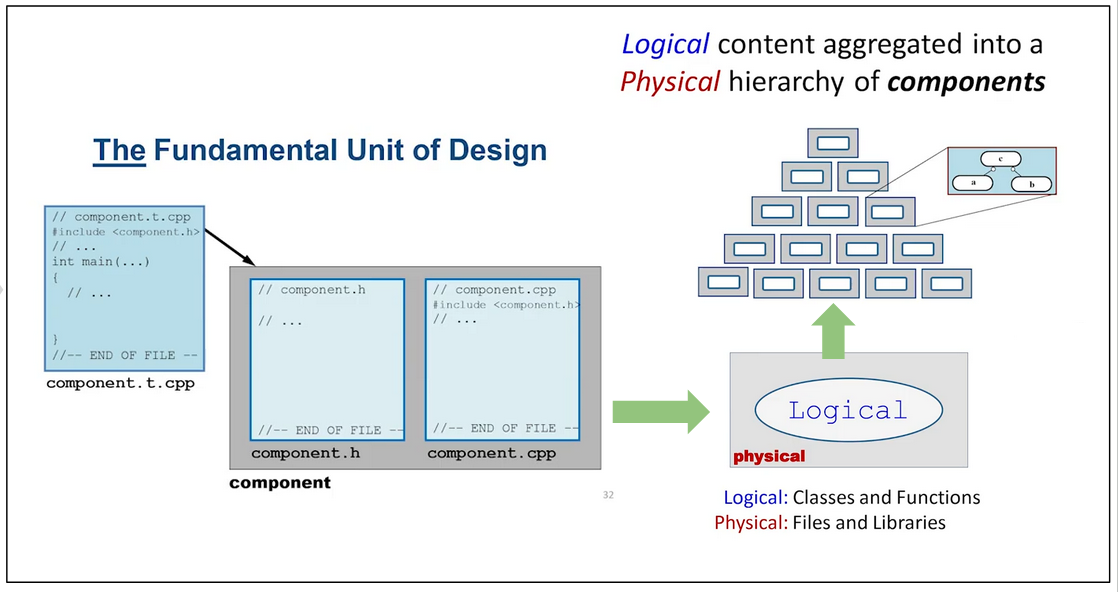 Logical content aggregated into a
Physical hierarchy of components
The Fundamental Unit of Design
// component.t.cpp
#include <component.h>
// ...
int main(...)
{
// ...
}
//-- END OF FILE --
component.t.cpp
// component.h
// ...
//-- END OF FILE --
component.h
// component.cpp
#include <component.h>
// ...
//-- END OF FILE --
component.cpp
component
32
c
a
b
Logical
physical
Logical: Classes and Functions
Physical: Files and Libraries